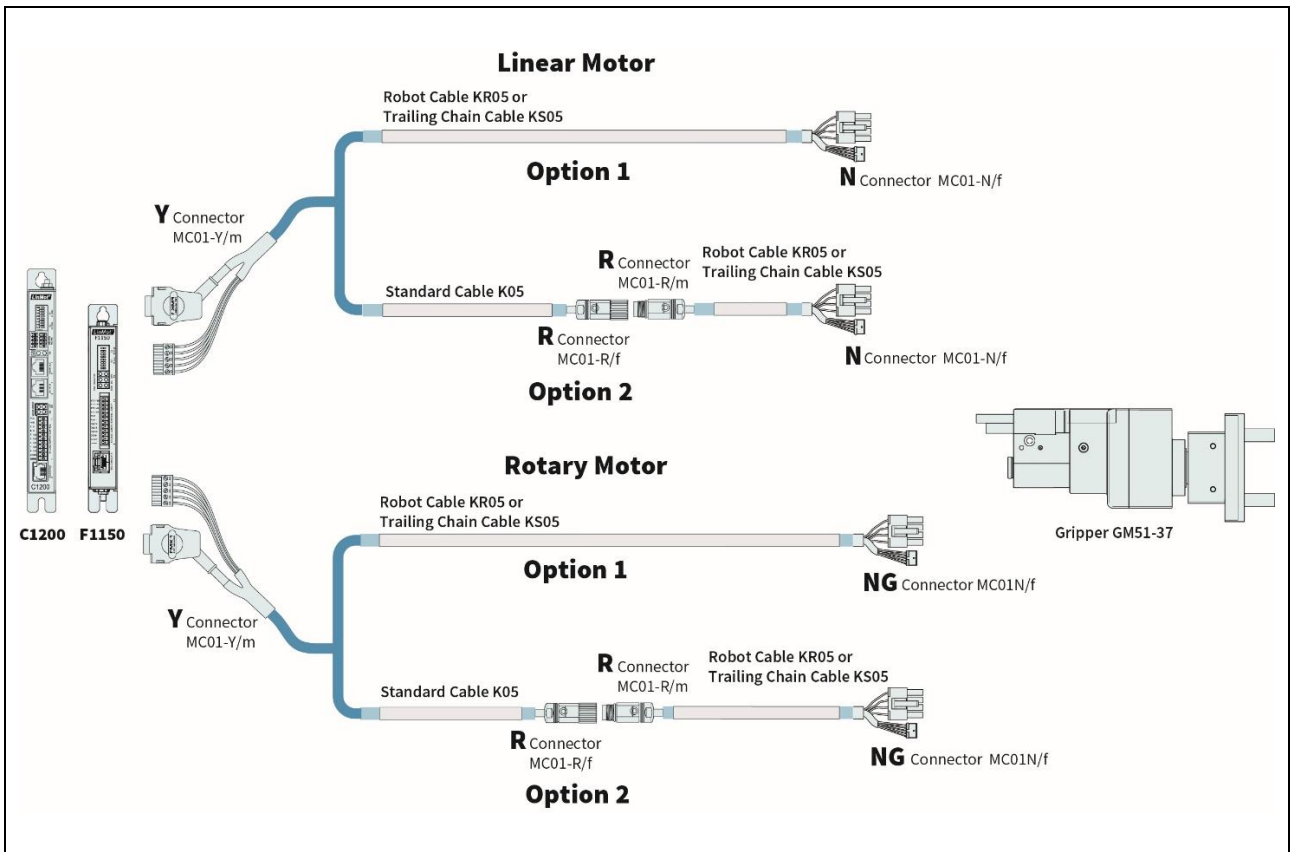 Linear Motor
Robot Cable KR05 or
Trailing Chain Cable KS05
Option 1
N Connector MC01-N/f
Y Connector
MC01-Y/m
R Connector
MC01-R/m
Robot Cable KR05 or
Trailing Chain Cable KS05
Standard Cable K05
R Connector
MC01-R/f
N Connector MC01-N/f
Option 2
LinMot
LinMot
F1150
C1200
C1200 F1150
Gripper GM51-37
Rotary Motor
Robot Cable KR05 or
Trailing Chain Cable KS05
Option 1
NG Connector MC01N/f
Y Connector
MC01-Y/m
R Connector
MC01-R/m
Robot Cable KR05 or
Trailing Chain Cable KS05
Standard Cable K05
R Connector
MC01-R/f
NG Connector MC01N/f
Option 2